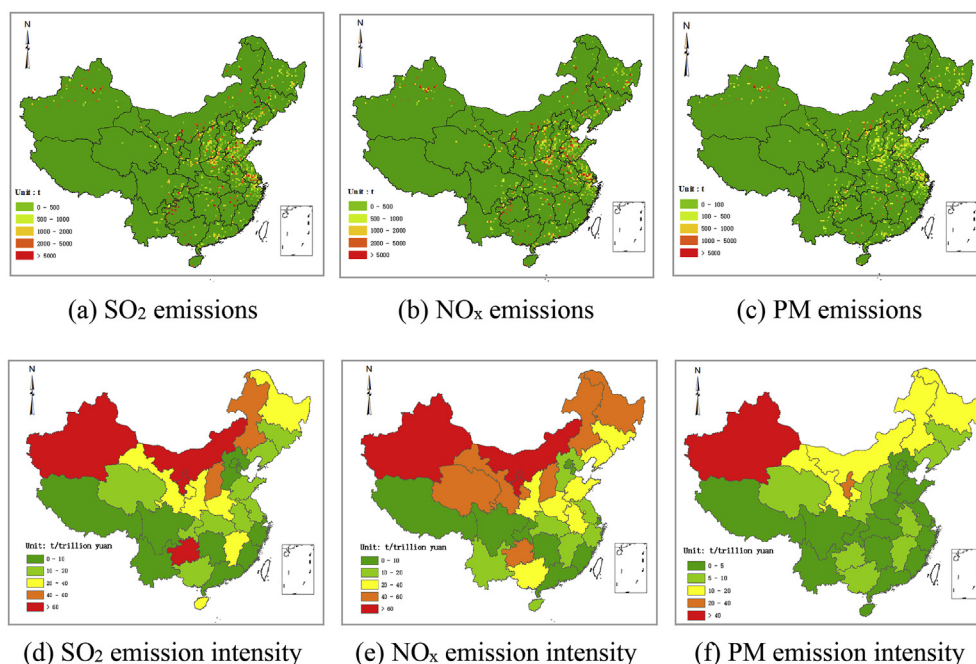 N
N
N
Unit : t
0 - 500
500 - 1000
1000 - 2000
2000 - 5000
> 5000
Unit : t
0 - 500
500 - 1000
1000 - 2000
2000 - 5000
> 5000
Unit : t
0 - 100
100 - 500
500 - 1000
1000 - 5000
> 5000
(a) SO₂ emissions
(b) NOₓ emissions
(c) PM emissions
N
N
N
Unit: t/trillion yuan
0 - 10
10 - 20
20 - 40
40 - 60
> 60
Unit: t/trillion yuan
0 - 10
10 - 20
20 - 40
40 - 60
> 60
Unit: t/trillion yuan
0 - 5
5 - 10
10 - 20
20 - 40
> 40
(d) SO₂ emission intensity
(e) NOₓ emission intensity
(f) PM emission intensity